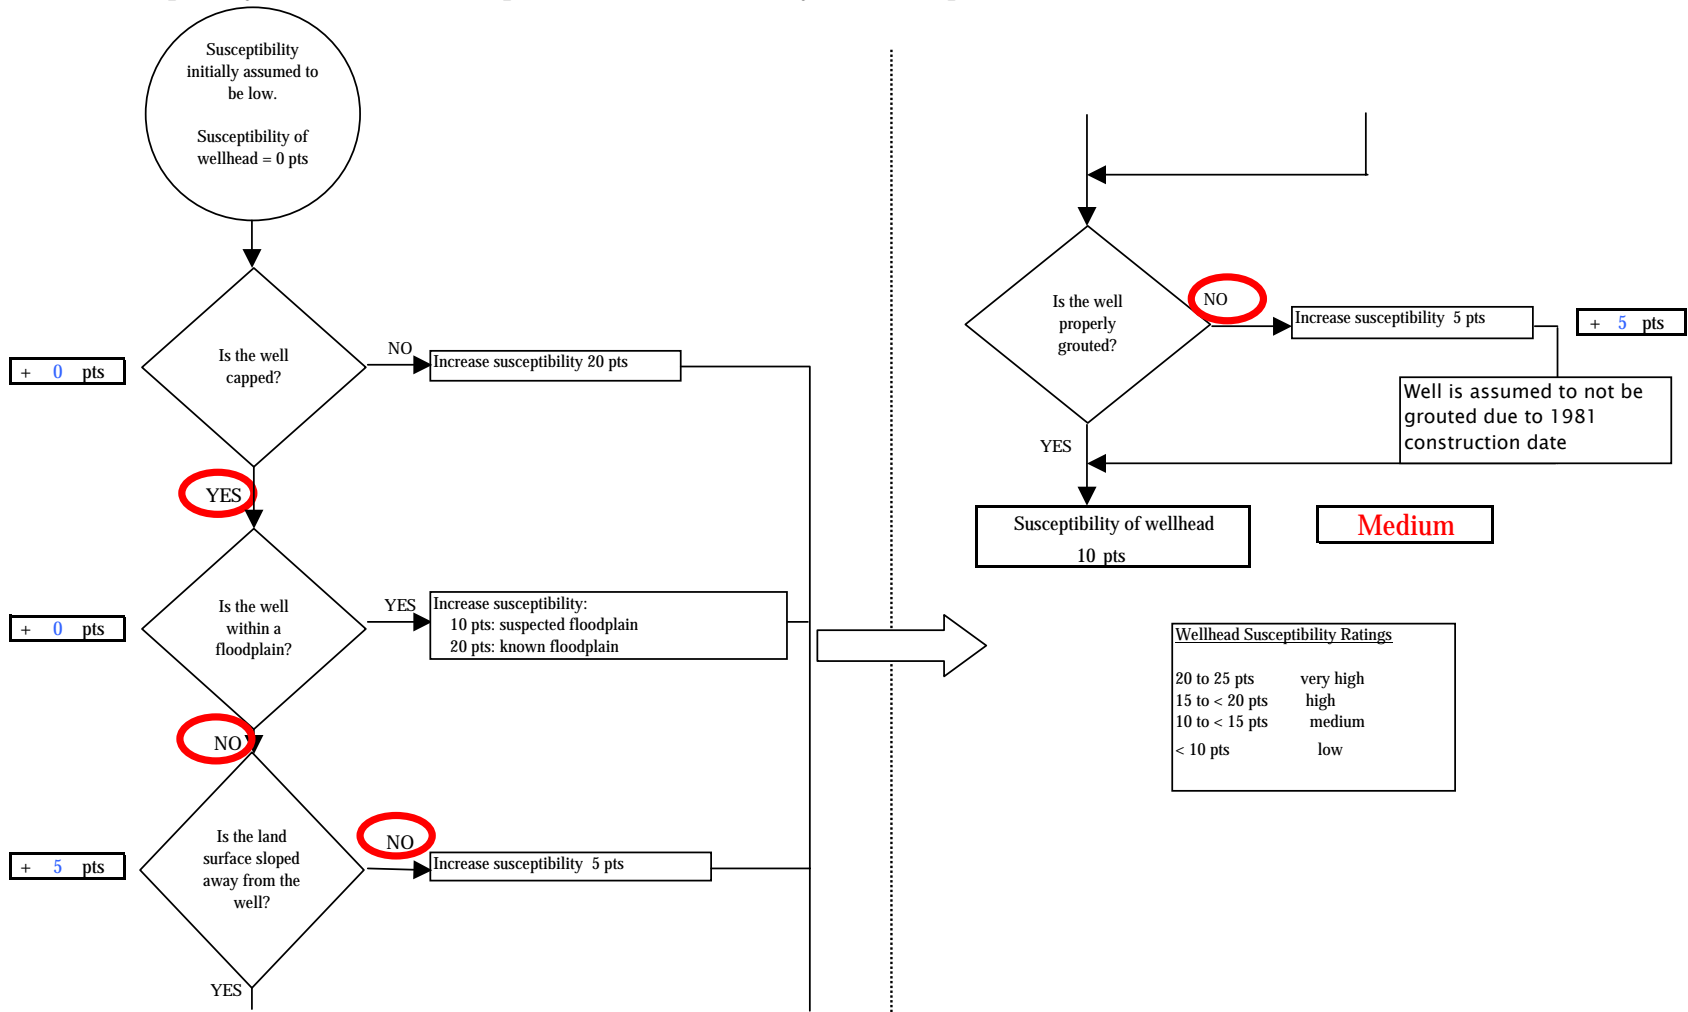 Susceptibility
initially assumed to
be low.
Susceptibility of
wellhead = 0 pts
Is the well
capped?
NO
Increase susceptibility 20 pts
+ 0 pts
YES
Is the well
within a
floodplain?
YES
Increase susceptibility:
10 pts: suspected floodplain
20 pts: known floodplain
+ 0 pts
NO
Is the land
surface sloped
away from the
well?
NO
Increase susceptibility 5 pts
+ 5 pts
YES
Is the well
properly
grouted?
NO
Increase susceptibility 5 pts
+ 5 pts
Well is assumed to not be
grouted due to 1981
construction date
YES
Susceptibility of wellhead
10 pts
Medium
Wellhead Susceptibility Ratings
20 to 25 pts very high
15 to < 20 pts high
10 to < 15 pts medium
< 10 pts low